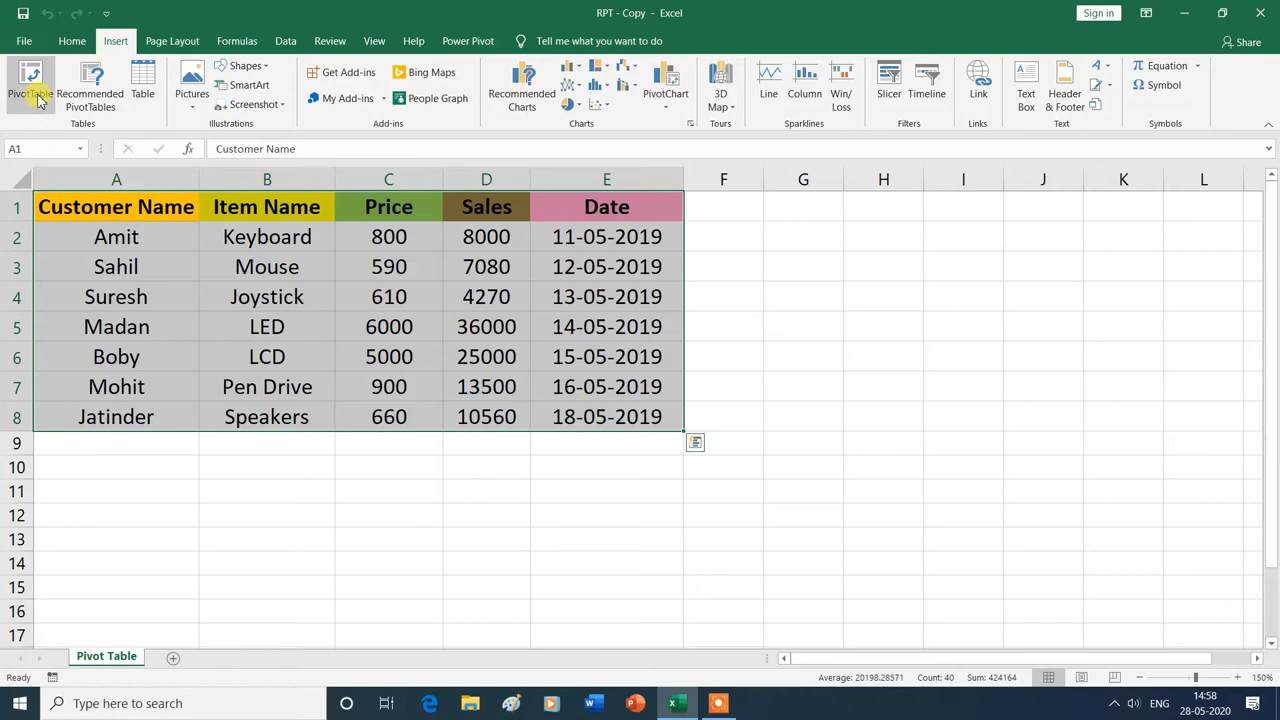 RPT - Copy - Excel
Sign in
File Home Insert Page Layout Formulas Data Review View Help Power Pivot Tell me what you want to do Share
PivotTable
Recommended
PivotTables
Table
Tables
Pictures
Shapes
SmartArt
Screenshot
Illustrations
Get Add-ins
My Add-ins
Bing Maps
People Graph
Add-ins
Recommended
Charts
PivotChart
Charts
3D
Map
Tours
Line
Column
Win/
Loss
Sparklines
Slicer
Timeline
Filters
Link
Links
Text
Box
Header
& Footer
Text
Equation
Symbol
Symbols
A1 fx Customer Name
A B C D E F G H I J K L
1 Customer Name Item Name Price Sales Date
2 Amit Keyboard 800 8000 11-05-2019
3 Sahil Mouse 590 7080 12-05-2019
4 Suresh Joystick 610 4270 13-05-2019
5 Madan LED 6000 36000 14-05-2019
6 Boby LCD 5000 25000 15-05-2019
7 Mohit Pen Drive 900 13500 16-05-2019
8 Jatinder Speakers 660 10560 18-05-2019
9
10
11
12
13
14
15
16
17
Pivot Table
Ready Average: 20198.28571 Count: 40 Sum: 424164 150%
Type here to search
ENG
14:58
28-05-2020